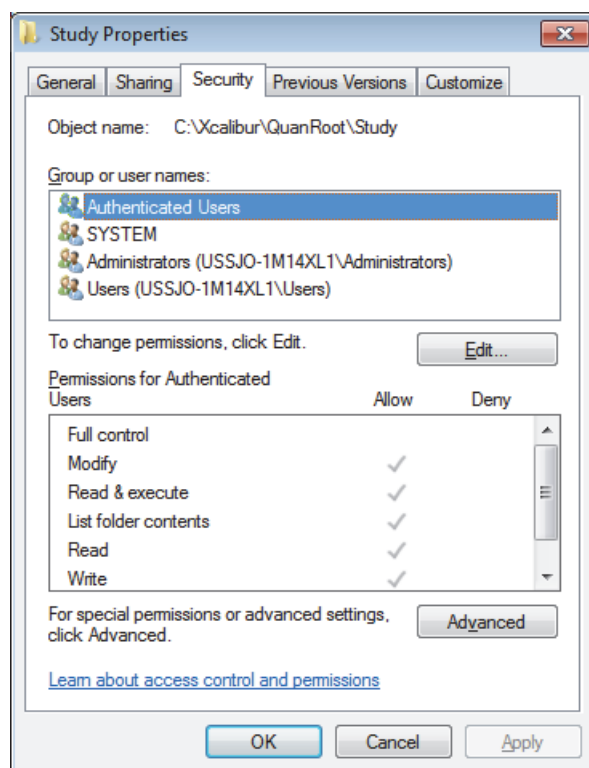 Study Properties
General Sharing Security Previous Versions Customize
Object name: C:\Xcalibur\QuanRoot\Study
Group or user names:
Authenticated Users
SYSTEM
Administrators (USSJO-1M14XL1\Administrators)
Users (USSJO-1M14XL1\Users)
To change permissions, click Edit.
Edit...
Permissions for Authenticated
Users Allow Deny
Full control
Modify
Read & execute
List folder contents
Read
Write
For special permissions or advanced settings,
click Advanced.
Advanced
Learn about access control and permissions
OK Cancel Apply